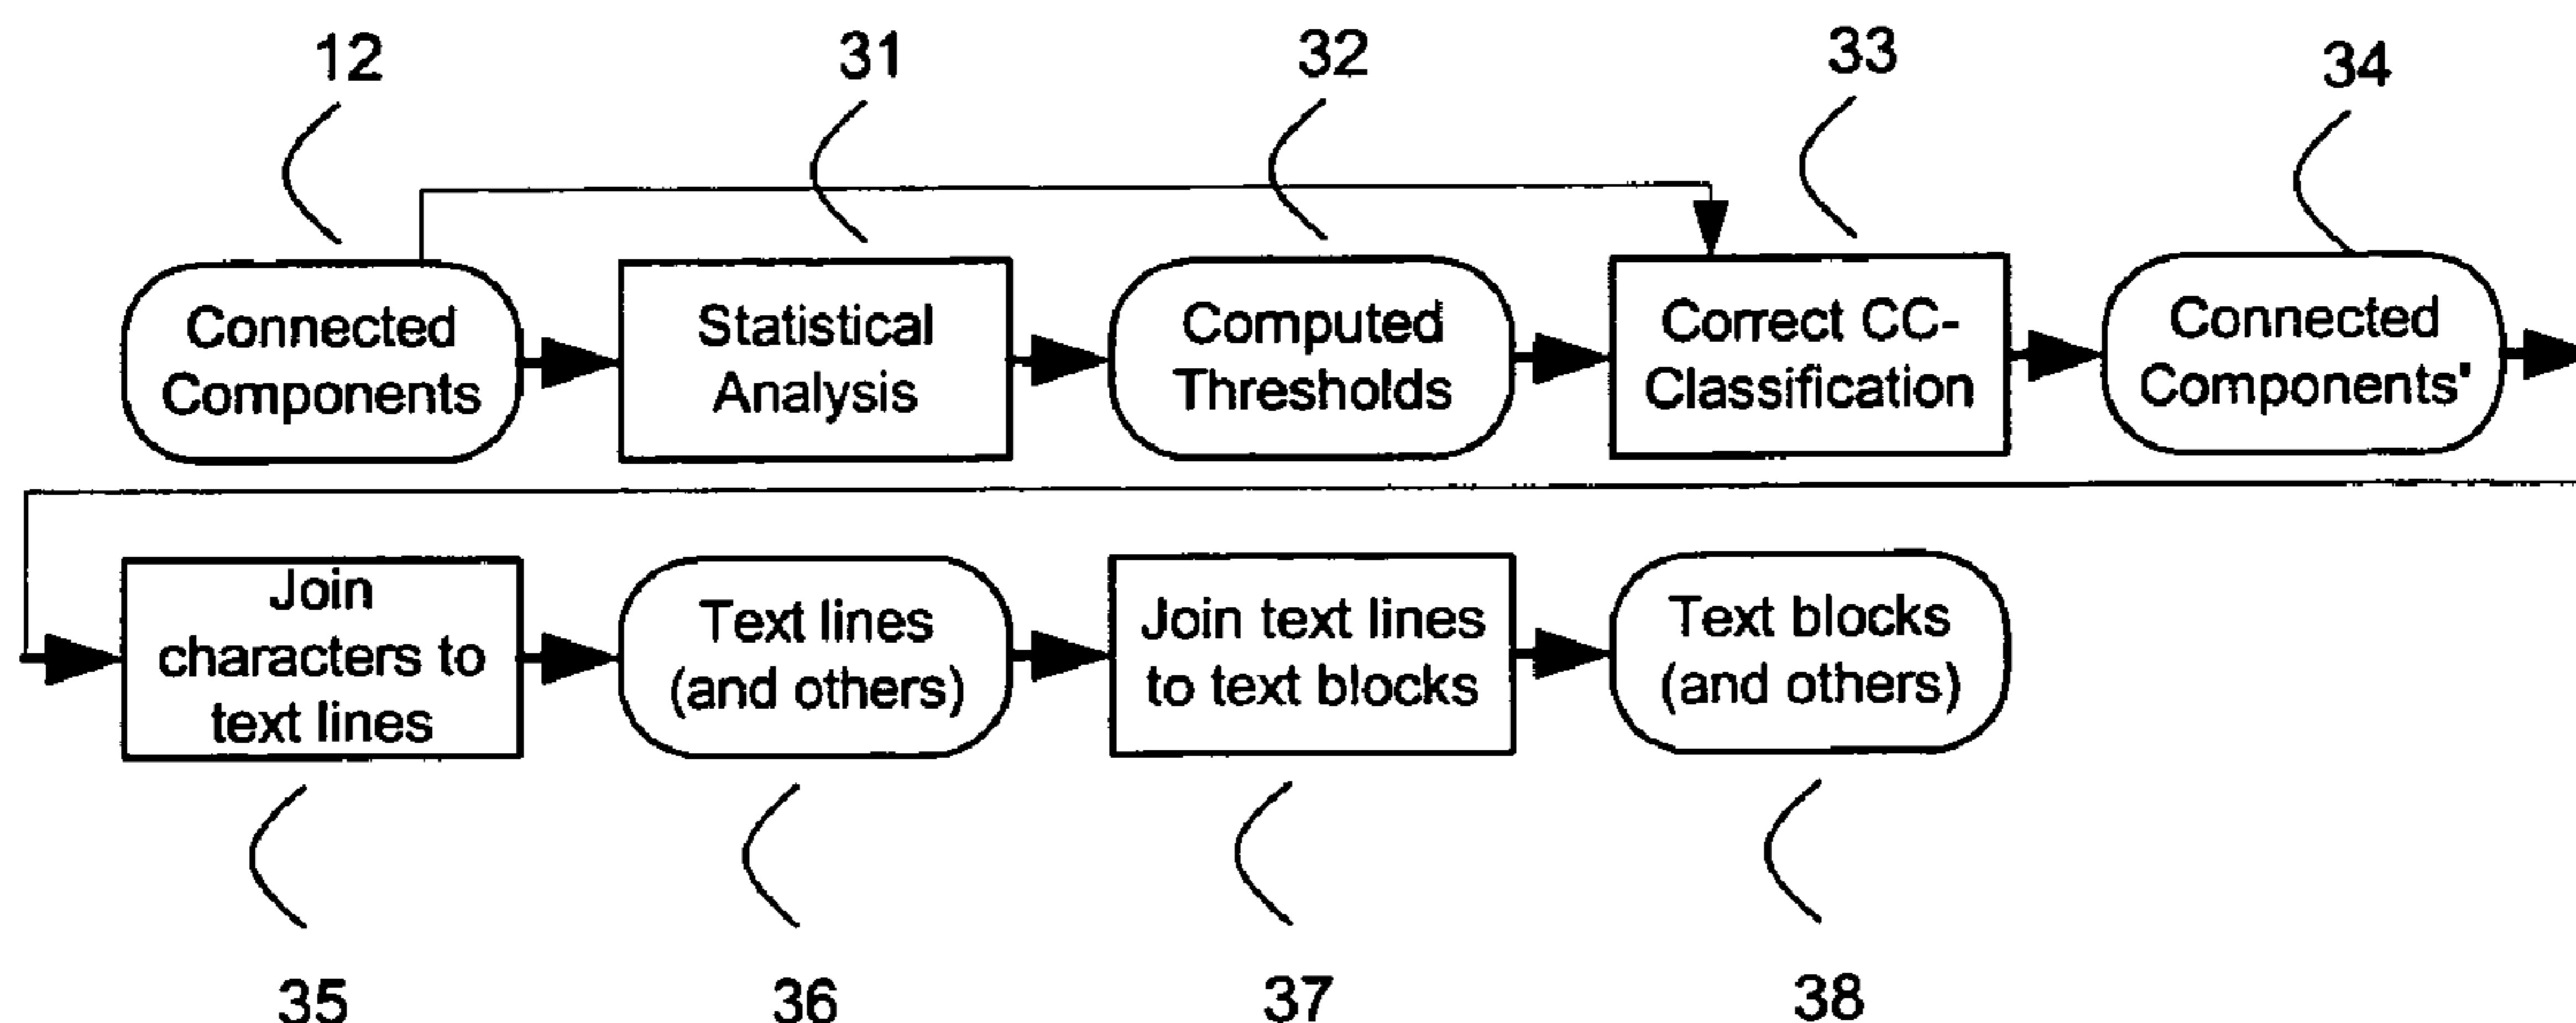 12
31
32
33
34
Connected
Components
Statistical
Analysis
Computed
Thresholds
Correct CC-
Classification
Connected
Components'
Join
characters to
text lines
Text lines
(and others)
Join text lines
to text blocks
Text blocks
(and others)
35
36
37
38